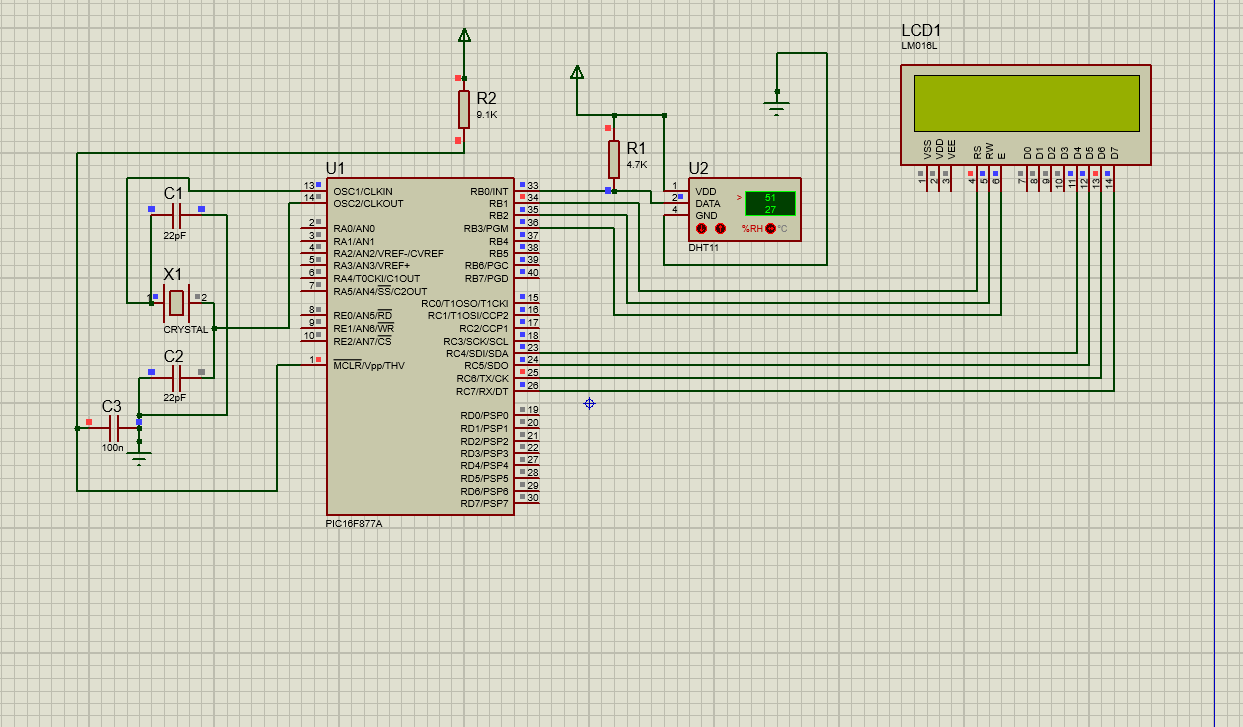 LCD1
LM016L
VSS
VDD
VEE
RS
RW
E
D0
D1
D2
D3
D4
D5
D6
D7
1
2
3
4
5
6
7
8
9
10
11
12
13
14
R2
9.1K
R1
4.7K
U2
1 VDD
2 DATA
4 GND
> 51
27
%RH °C
DHT11
U1
13 OSC1/CLKIN
14 OSC2/CLKOUT
2 RA0/AN0
3 RA1/AN1
4 RA2/AN2/VREF-/CVREF
5 RA3/AN3/VREF+
6 RA4/T0CKI/C1OUT
7 RA5/AN4/SS/C2OUT
8 RE0/AN5/RD
9 RE1/AN6/WR
10 RE2/AN7/CS
1 MCLR/Vpp/THV
RB0/INT 33
RB1 34
RB2 35
RB3/PGM 36
RB4 37
RB5 38
RB6/PGC 39
RB7/PGD 40
RC0/T1OSO/T1CKI 15
RC1/T1OSI/CCP2 16
RC2/CCP1 17
RC3/SCK/SCL 18
RC4/SDI/SDA 23
RC5/SDO 24
RC6/TX/CK 25
RC7/RX/DT 26
RD0/PSP0 19
RD1/PSP1 20
RD2/PSP2 21
RD3/PSP3 22
RD4/PSP4 27
RD5/PSP5 28
RD6/PSP6 29
RD7/PSP7 30
PIC16F877A
C1
22pF
X1
1 2
CRYSTAL
C2
22pF
C3
100n